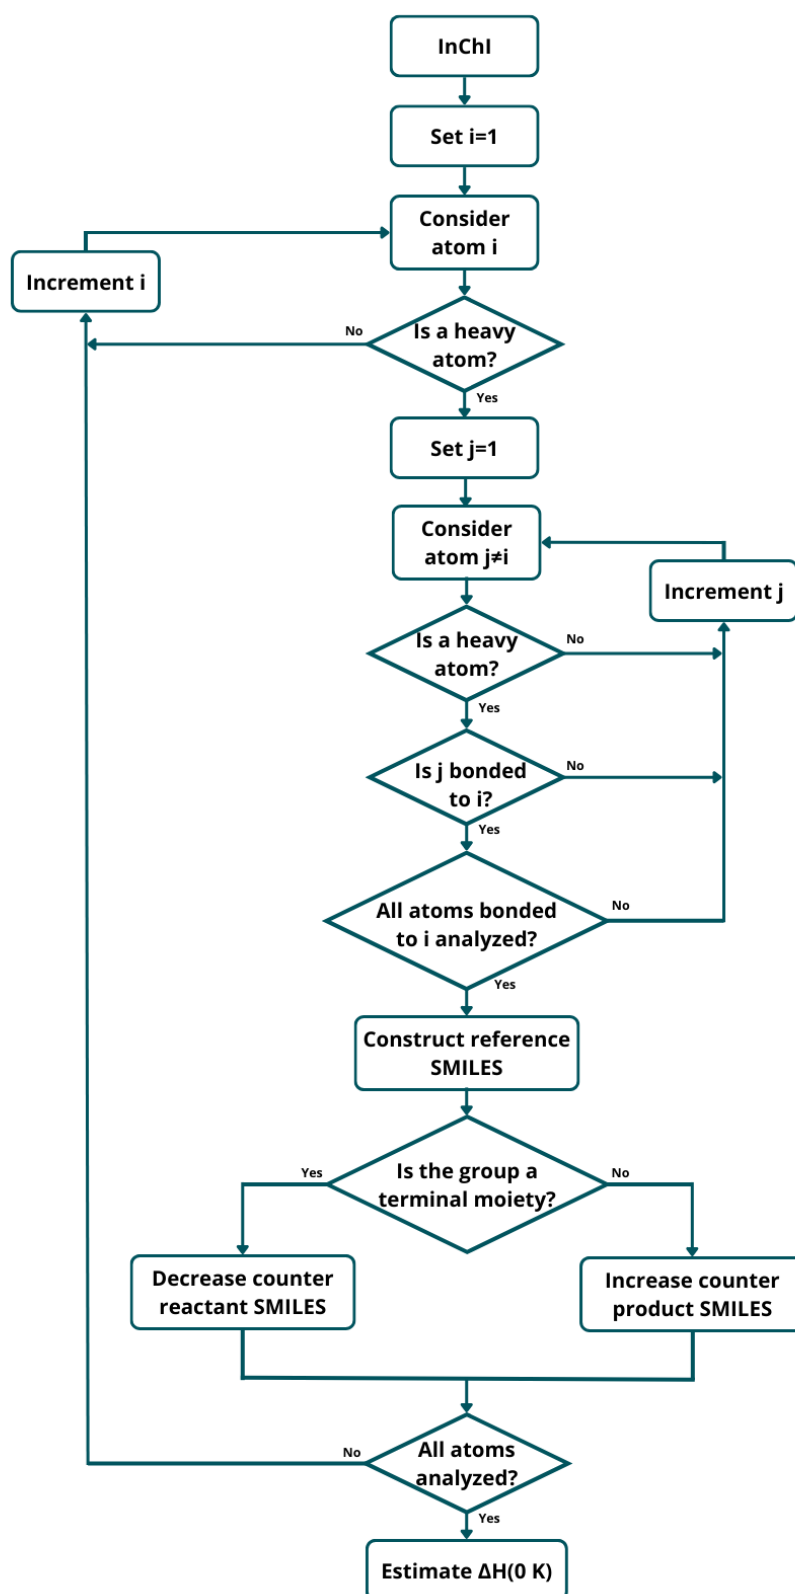 InChI
Set i=1
Consider
atom i
Increment i
Is a heavy
atom?
No
Yes
Set j=1
Consider
atom j≠i
Increment j
Is a heavy
atom?
No
Yes
Is j bonded
to i?
No
Yes
All atoms bonded
to i analyzed?
No
Yes
Construct reference
SMILES
Is the group a
terminal moiety?
Yes
No
Decrease counter
reactant SMILES
Increase counter
product SMILES
All atoms
analyzed?
No
Yes
Estimate ΔH(0 K)